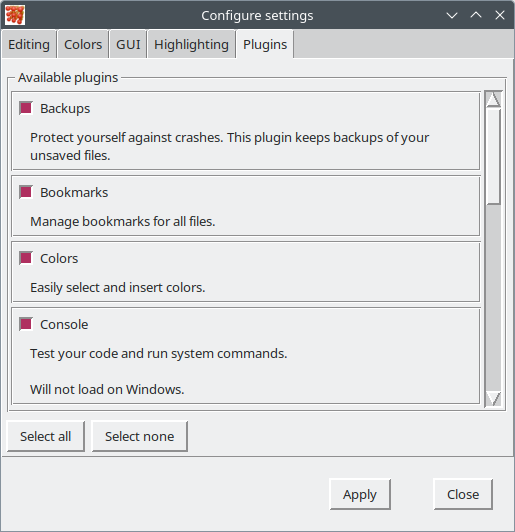 Configure settings
Editing
Colors
GUI
Highlighting
Plugins
Available plugins
Backups
Protect yourself against crashes. This plugin keeps backups of your
unsaved files.
Bookmarks
Manage bookmarks for all files.
Colors
Easily select and insert colors.
Console
Test your code and run system commands.
Will not load on Windows.
Select all
Select none
Apply
Close